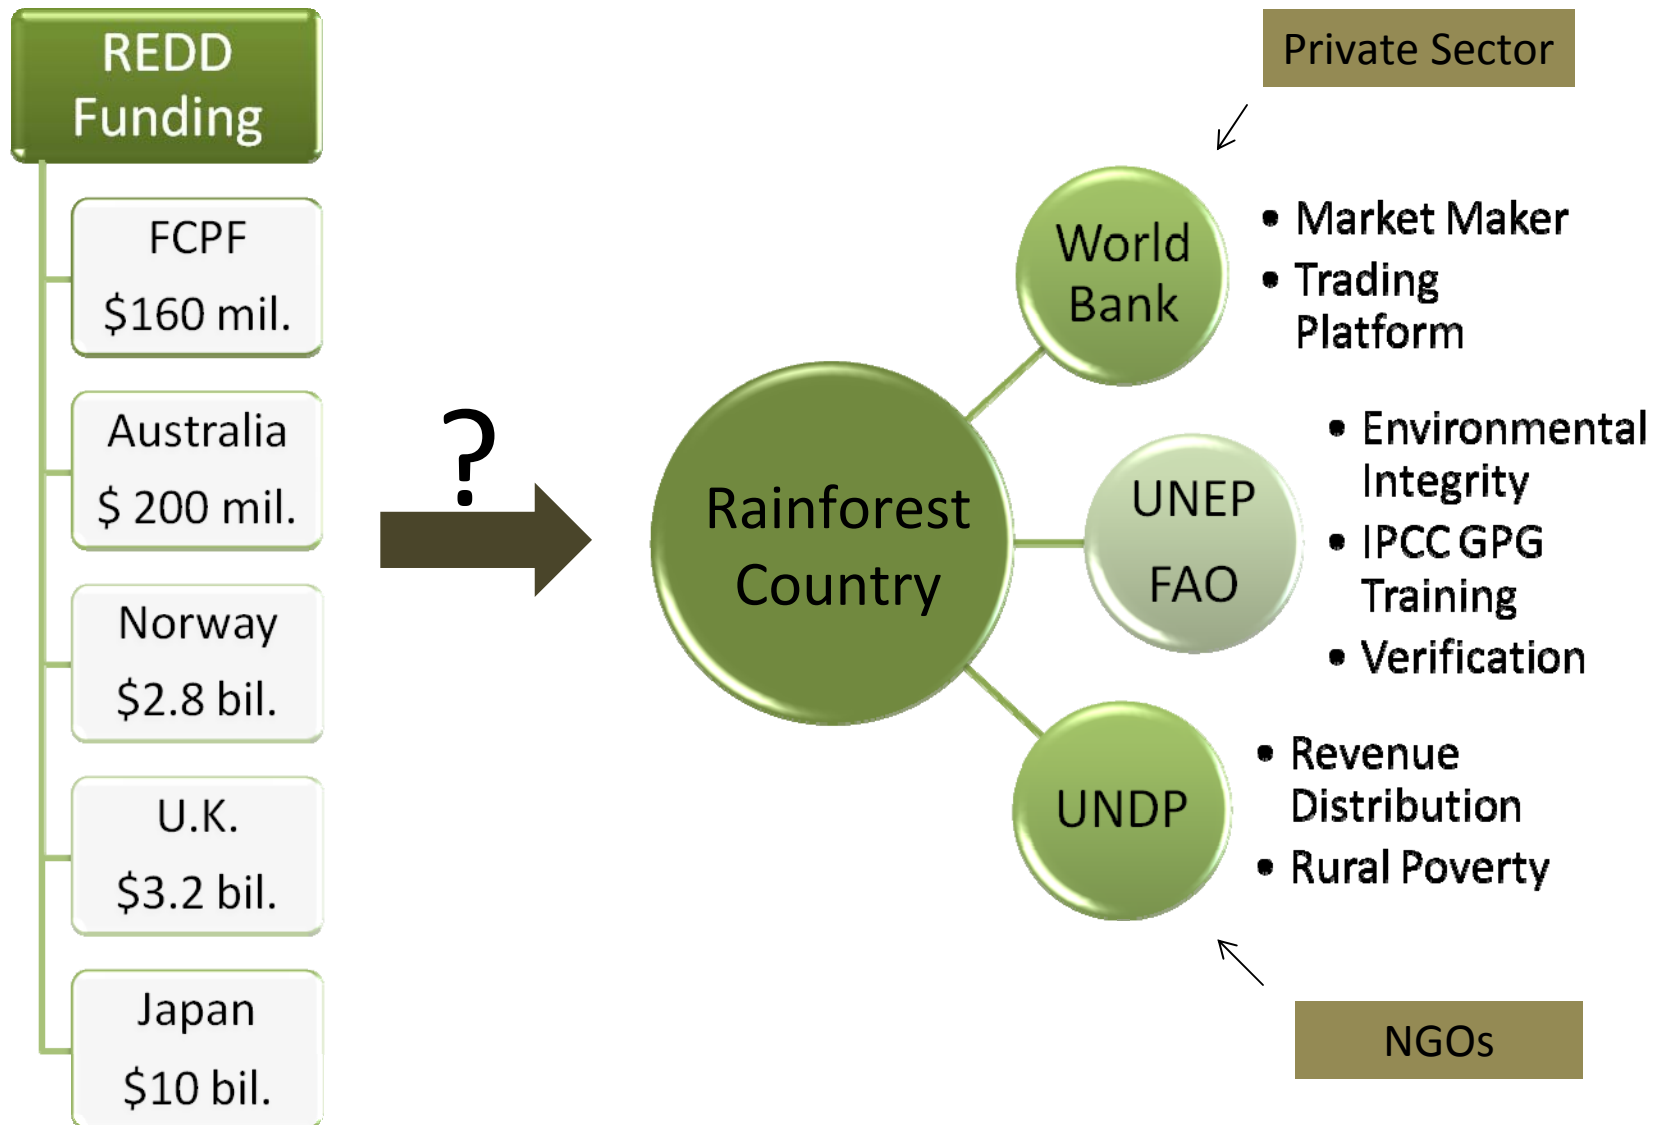 REDD
Funding
FCPF
$160 mil.
Australia
$ 200 mil.
Norway
$2.8 bil.
U.K.
$3.2 bil.
Japan
$10 bil.
?
Rainforest
Country
Private Sector
World
Bank
• Market Maker
• Trading
Platform
UNEP
FAO
• Environmental
Integrity
• IPCC GPG
Training
• Verification
UNDP
• Revenue
Distribution
• Rural Poverty
NGOs